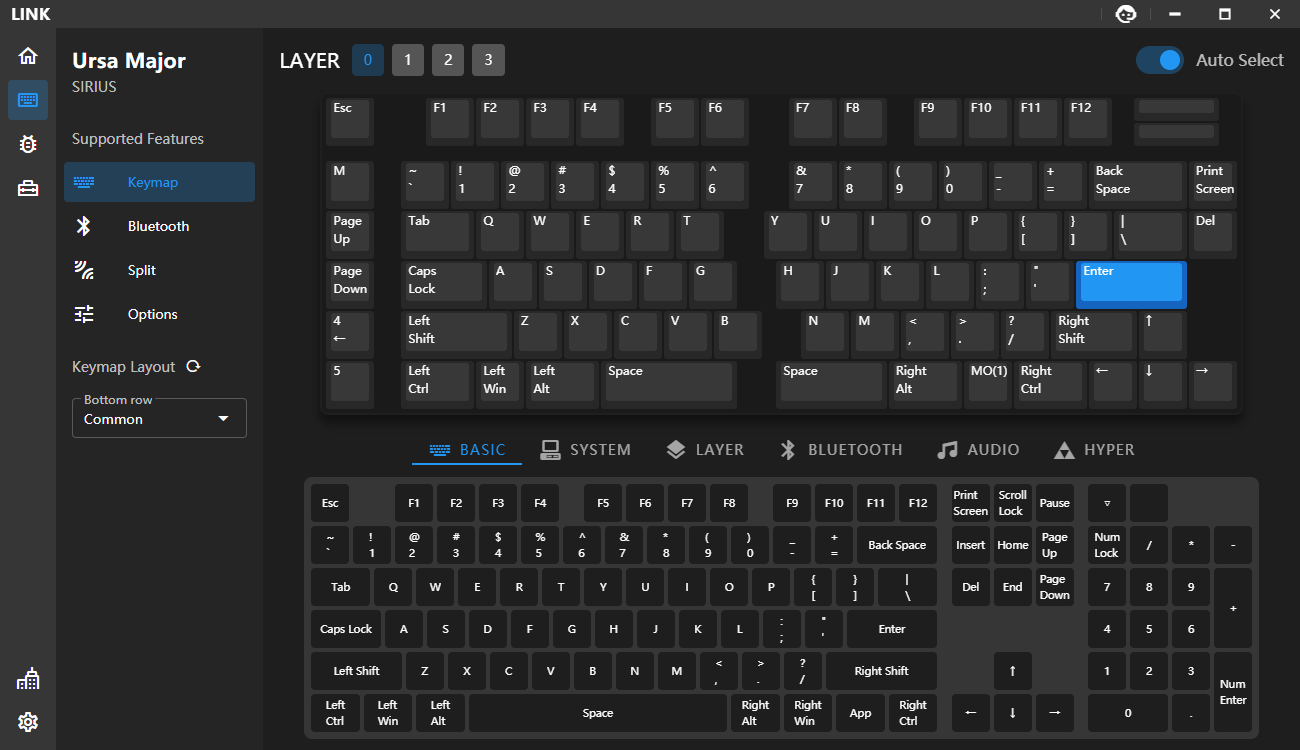 LINK
Ursa Major
SIRIUS
Supported Features
Keymap
Bluetooth
Split
Options
Keymap Layout
Bottom row
Common
LAYER 0 1 2 3 Auto Select
Esc F1 F2 F3 F4 F5 F6 F7 F8 F9 F10 F11 F12
M ~ ! @ # $ % ^ & * ( ) _ + Back Print
` 1 2 3 4 5 6 7 8 9 0 - = Space Screen
Page Tab Q W E R T Y U I O P { } | Del
Up [ ] \
Page Caps A S D F G H J K L : " Enter
Down Lock ; '
4 Left Z X C V B N M < > ? Right ↑
← Shift , . / Shift
5 Left Left Left Space Space Right MO(1) Right ← ↓ →
Ctrl Win Alt Alt Ctrl
BASIC SYSTEM LAYER BLUETOOTH AUDIO HYPER
Esc F1 F2 F3 F4 F5 F6 F7 F8 F9 F10 F11 F12 Print Scroll Pause ▿
Screen Lock
~ ! @ # $ % ^ & * ( ) _ + Back Space Insert Home Page Num / * -
` 1 2 3 4 5 6 7 8 9 0 - = Up Lock
Tab Q W E R T Y U I O P { } | Del End Page 7 8 9 +
[ ] \ Down
Caps Lock A S D F G H J K L : " Enter 4 5 6
; '
Left Shift Z X C V B N M < > ? Right Shift ↑ 1 2 3 Num
, . / Enter
Left Left Left Space Right Right App Right ← ↓ → 0 .
Ctrl Win Alt Alt Win Ctrl